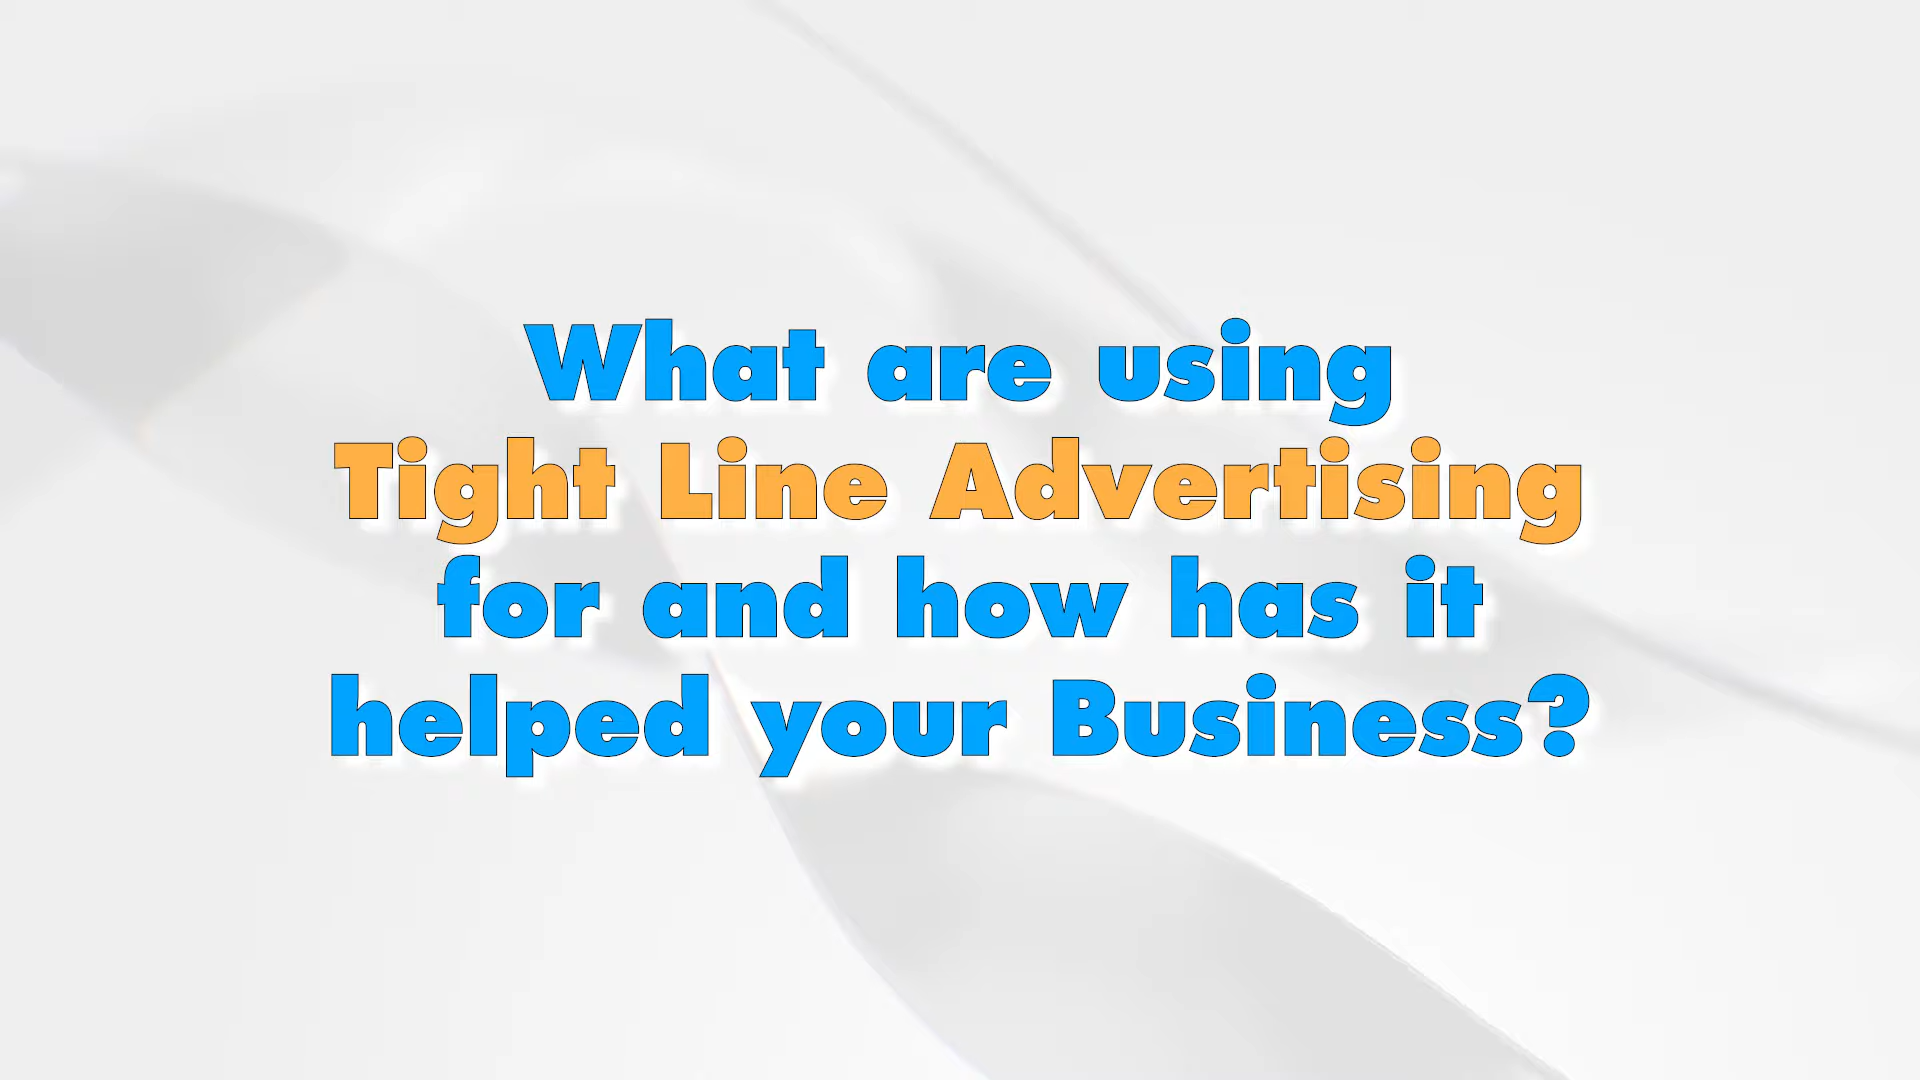 What are using
Tight Line Advertising
for and how has it
helped your Business?